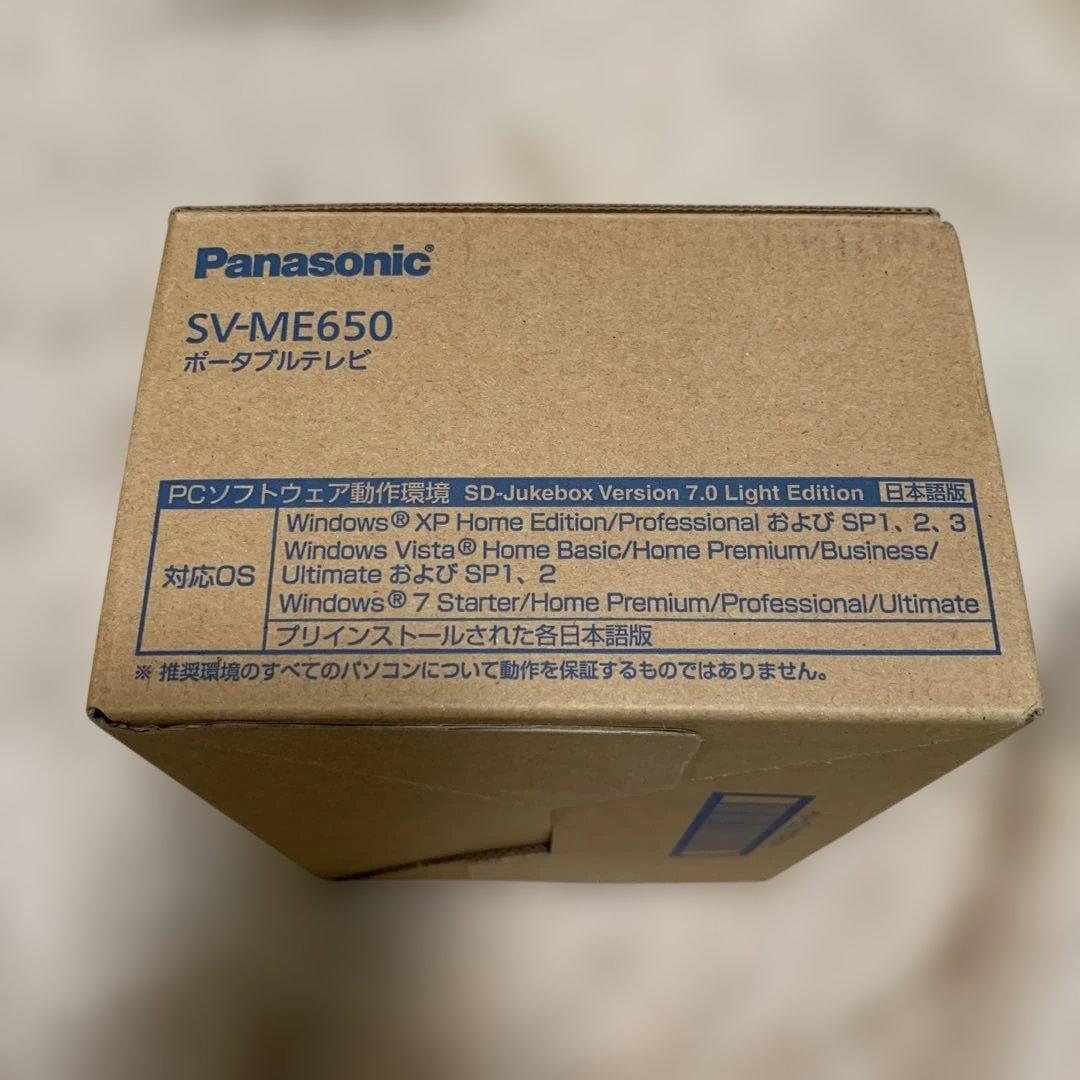 Panasonic®
SV-ME650
ポータブルテレビ
PCソフトウェア動作環境 SD-Jukebox Version 7.0 Light Edition 日本語版
対応OS
Windows® XP Home Edition/Professional および SP1、2、3
Windows Vista® Home Basic/Home Premium/Business/
Ultimate および SP1、2
Windows® 7 Starter/Home Premium/Professional/Ultimate
プリインストールされた各日本語版
※ 推奨環境のすべてのパソコンについて動作を保証するものではありません。